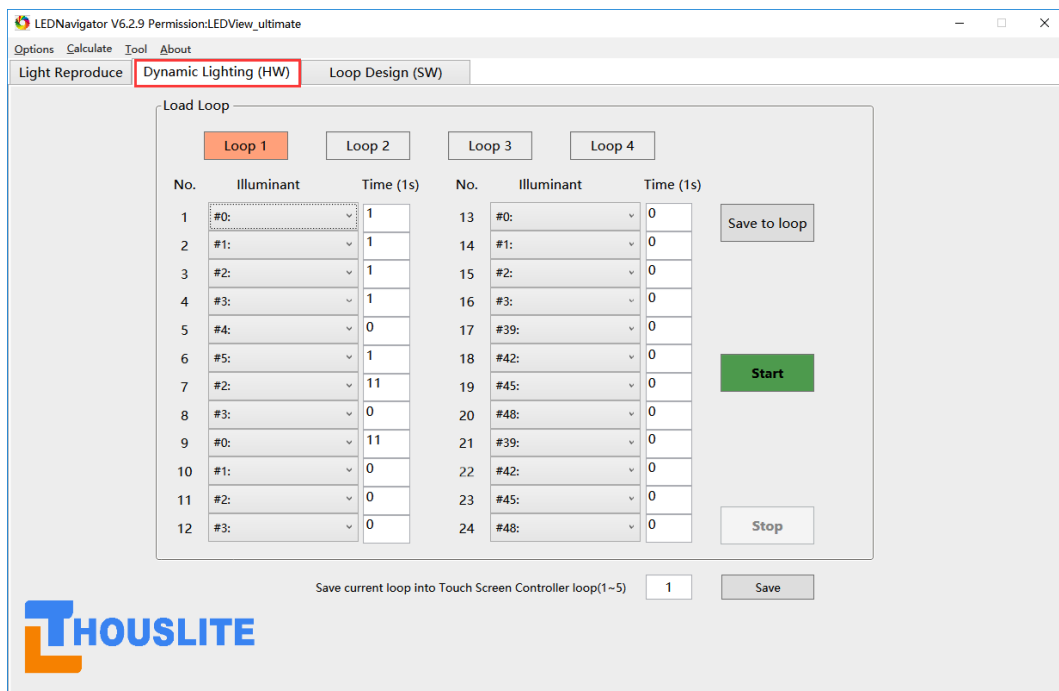 LEDNavigator V6.2.9 Permission:LEDView_ultimate
Options Calculate Tool About
Light Reproduce Dynamic Lighting (HW) Loop Design (SW)
Load Loop
Loop 1 Loop 2 Loop 3 Loop 4
No. Illuminant Time (1s) No. Illuminant Time (1s)
1 #0: 1 13 #0: 0 Save to loop
2 #1: 1 14 #1: 0
3 #2: 1 15 #2: 0
4 #3: 1 16 #3: 0
5 #4: 0 17 #39: 0
6 #5: 1 18 #42: 0 Start
7 #2: 11 19 #45: 0
8 #3: 0 20 #48: 0
9 #0: 11 21 #39: 0
10 #1: 0 22 #42: 0
11 #2: 0 23 #45: 0
12 #3: 0 24 #48: 0 Stop
Save current loop into Touch Screen Controller loop(1~5) 1 Save
THOUSLITE